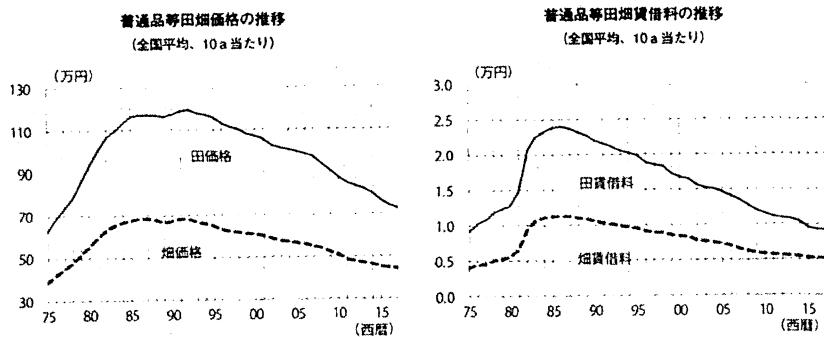 普通品等田畑価格の推移
(全国平均、10a当たり)
(万円)
130
110
90
70
50
30
田価格
畑価格
75 80 85 90 95 00 05 10 15
(西暦)
普通品等田畑賃借料の推移
(全国平均、10a当たり)
(万円)
3.0
2.5
2.0
1.5
1.0
0.5
0.0
田賃借料
畑賃借料
75 80 85 90 95 00 05 10 15
(西暦)